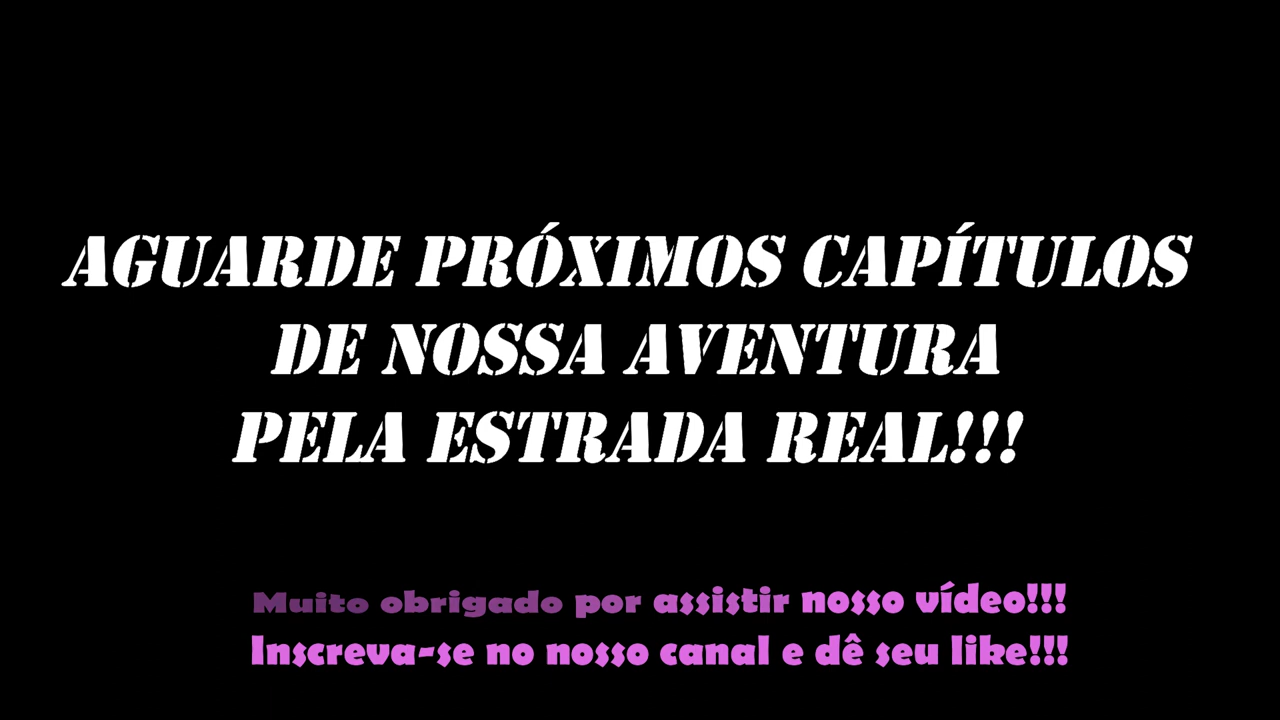 AGUARDE PRÓXIMOS CAPÍTULOS
DE NOSSA AVENTURA
PELA ESTRADA REAL!!!
Muito obrigado por assistir nosso vídeo!!!
Inscreva-se no nosso canal e dê seu like!!!